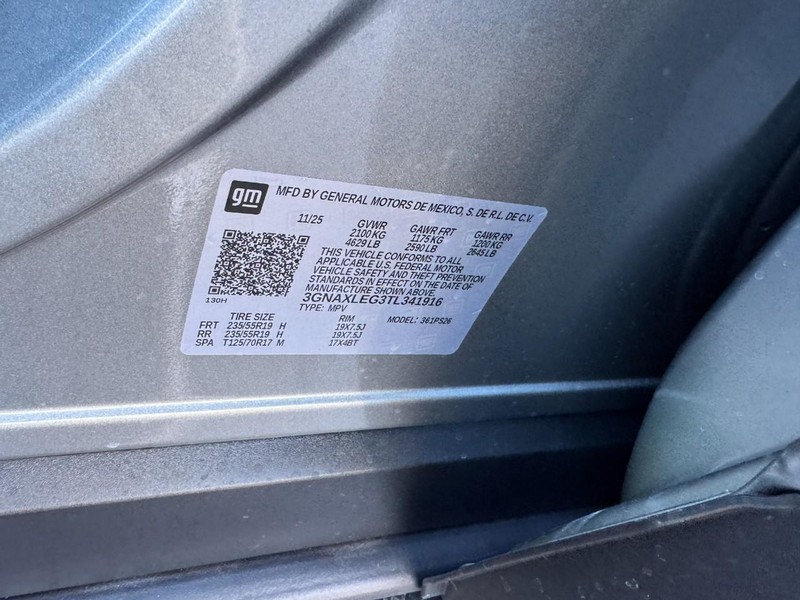 gm MFD BY GENERAL MOTORS DE MEXICO, S. DE R.L. DE C.V.
11/25 GVWR GAWR FRT GAWR RR
2100 KG 1175 KG 1200 KG
4629 LB 2590 LB 2645 LB
THIS VEHICLE CONFORMS TO ALL
APPLICABLE U.S. FEDERAL MOTOR
VEHICLE SAFETY AND THEFT PREVENTION
STANDARDS IN EFFECT ON THE DATE OF
MANUFACTURE SHOWN ABOVE.
130H 3GNAXLEG3TL341916
TYPE: MPV
TIRE SIZE RIM MODEL: 361PS26
FRT 235/55R19 H 19X7.5J
RR 235/55R19 H 19X7.5J
SPA T125/70R17 M 17X4BT